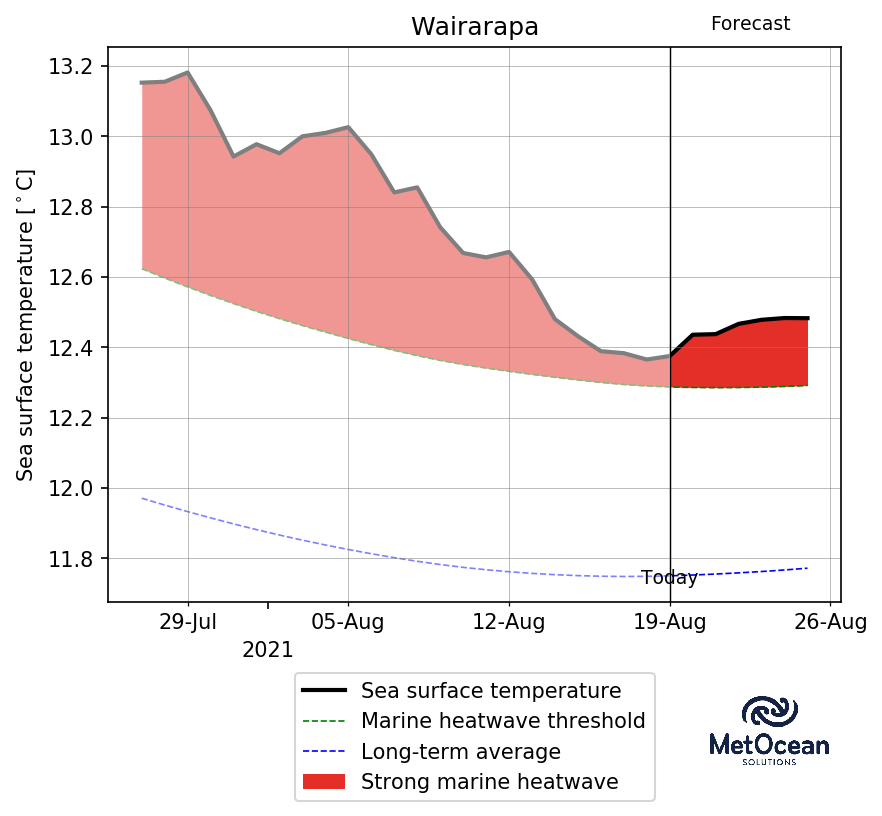 Wairarapa
Forecast
Sea surface temperature [°C]
13.2
13.0
12.8
12.6
12.4
12.2
12.0
11.8
Today
29-Jul 05-Aug 12-Aug 19-Aug 26-Aug
2021
Sea surface temperature
Marine heatwave threshold
Long-term average
Strong marine heatwave
MetOcean
SOLUTIONS